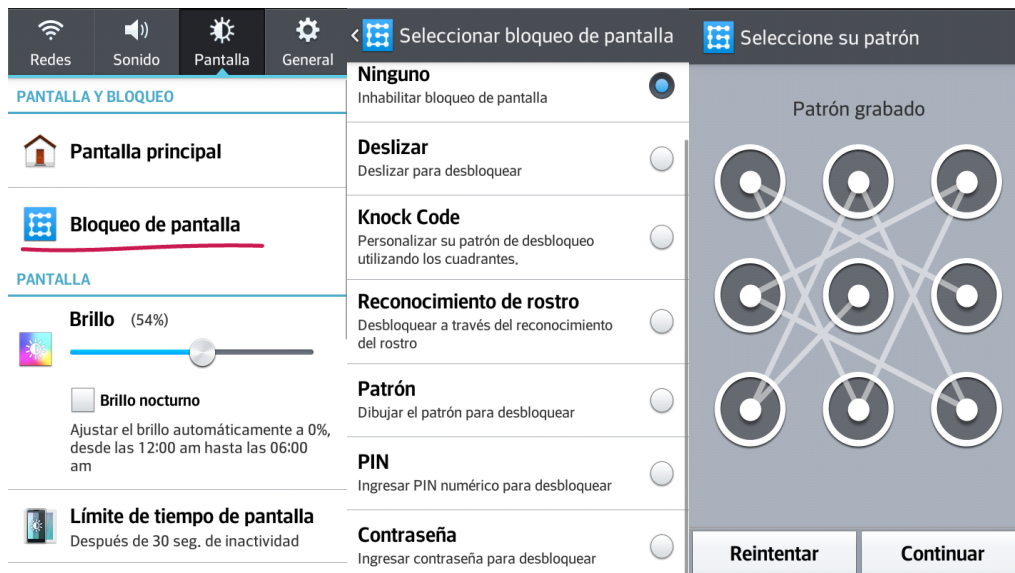 Redes
Sonido
Pantalla
General
PANTALLA Y BLOQUEO
Pantalla principal
Bloqueo de pantalla
PANTALLA
Brillo (54%)
Brillo nocturno
Ajustar el brillo automáticamente a 0%,
desde las 12:00 am hasta las 06:00
am
Límite de tiempo de pantalla
Después de 30 seg. de inactividad
Seleccionar bloqueo de pantalla
Ninguno
Inhabilitar bloqueo de pantalla
Deslizar
Deslizar para desbloquear
Knock Code
Personalizar su patrón de desbloqueo
utilizando los cuadrantes.
Reconocimiento de rostro
Desbloquear a través del reconocimiento
del rostro
Patrón
Dibujar el patrón para desbloquear
PIN
Ingresar PIN numérico para desbloquear
Contraseña
Ingresar contraseña para desbloquear
Seleccione su patrón
Patrón grabado
Reintentar
Continuar